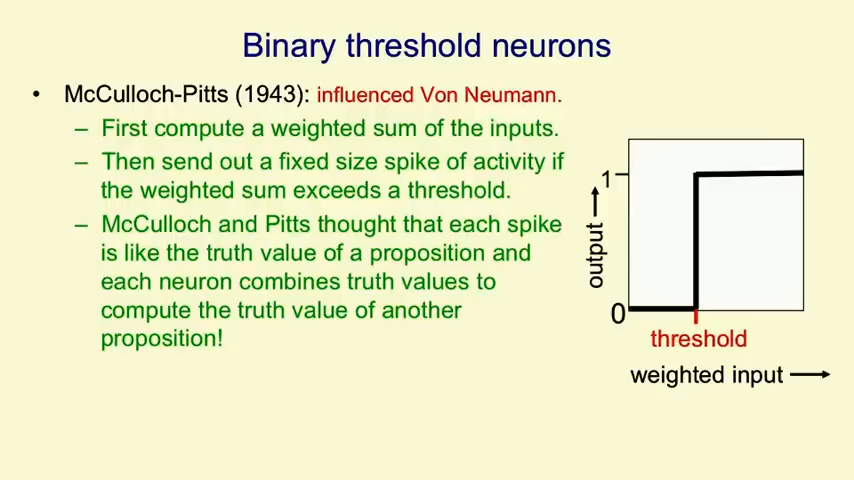 Binary threshold neurons
• McCulloch-Pitts (1943): influenced Von Neumann.
– First compute a weighted sum of the inputs.
– Then send out a fixed size spike of activity if
the weighted sum exceeds a threshold.
– McCulloch and Pitts thought that each spike
is like the truth value of a proposition and
each neuron combines truth values to
compute the truth value of another
proposition!
1
output
0
threshold
weighted input